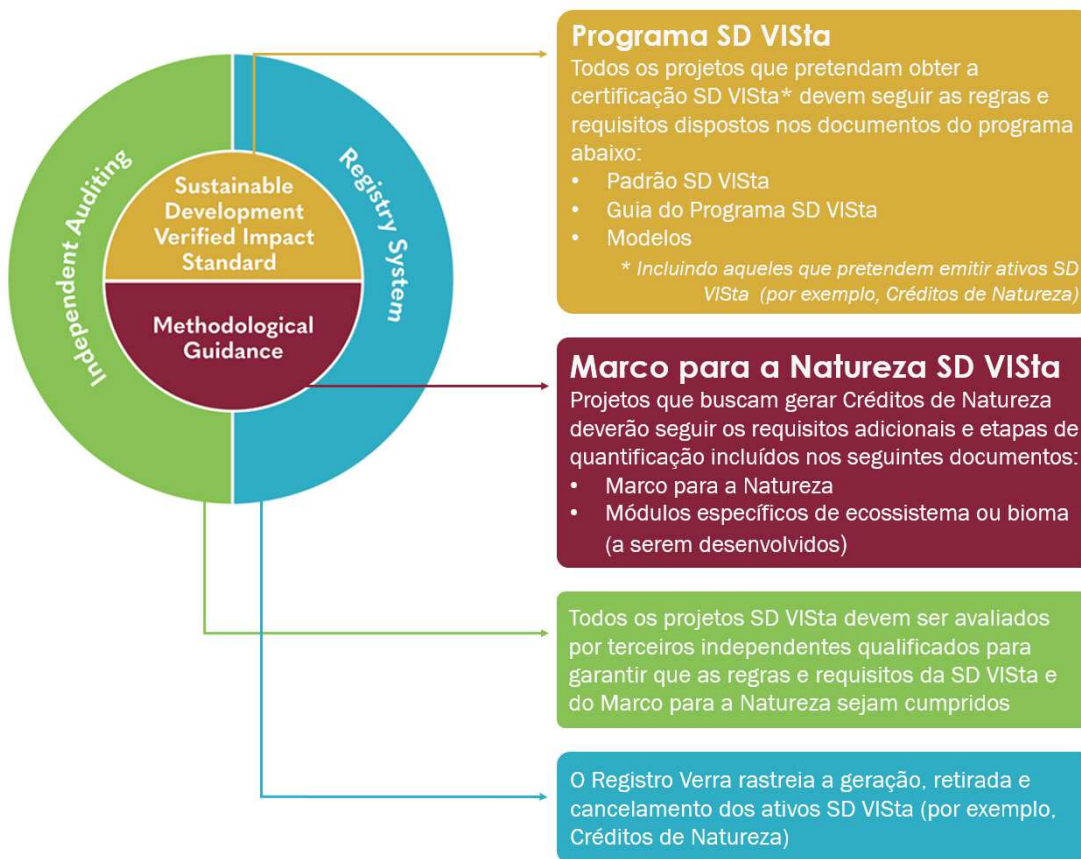 Independent Auditing
Registry System
Sustainable
Development
Verified Impact
Standard
Methodological
Guidance
Programa SD VISta
Todos os projetos que pretendam obter a
certificação SD VISta* devem seguir as regras e
requisitos dispostos nos documentos do programa
abaixo:
• Padrão SD VISta
• Guia do Programa SD VISta
• Modelos
* Incluindo aqueles que pretendem emitir ativos SD
VISta (por exemplo, Créditos de Natureza)
Marco para a Natureza SD VISta
Projetos que buscam gerar Créditos de Natureza
deverão seguir os requisitos adicionais e etapas de
quantificação incluídos nos seguintes documentos:
• Marco para a Natureza
• Módulos específicos de ecossistema ou bioma
(a serem desenvolvidos)
Todos os projetos SD VISta devem ser avaliados
por terceiros independentes qualificados para
garantir que as regras e requisitos da SD VISta e
do Marco para a Natureza sejam cumpridos
O Registro Verra rastreia a geração, retirada e
cancelamento dos ativos SD VISta (por exemplo,
Créditos de Natureza)